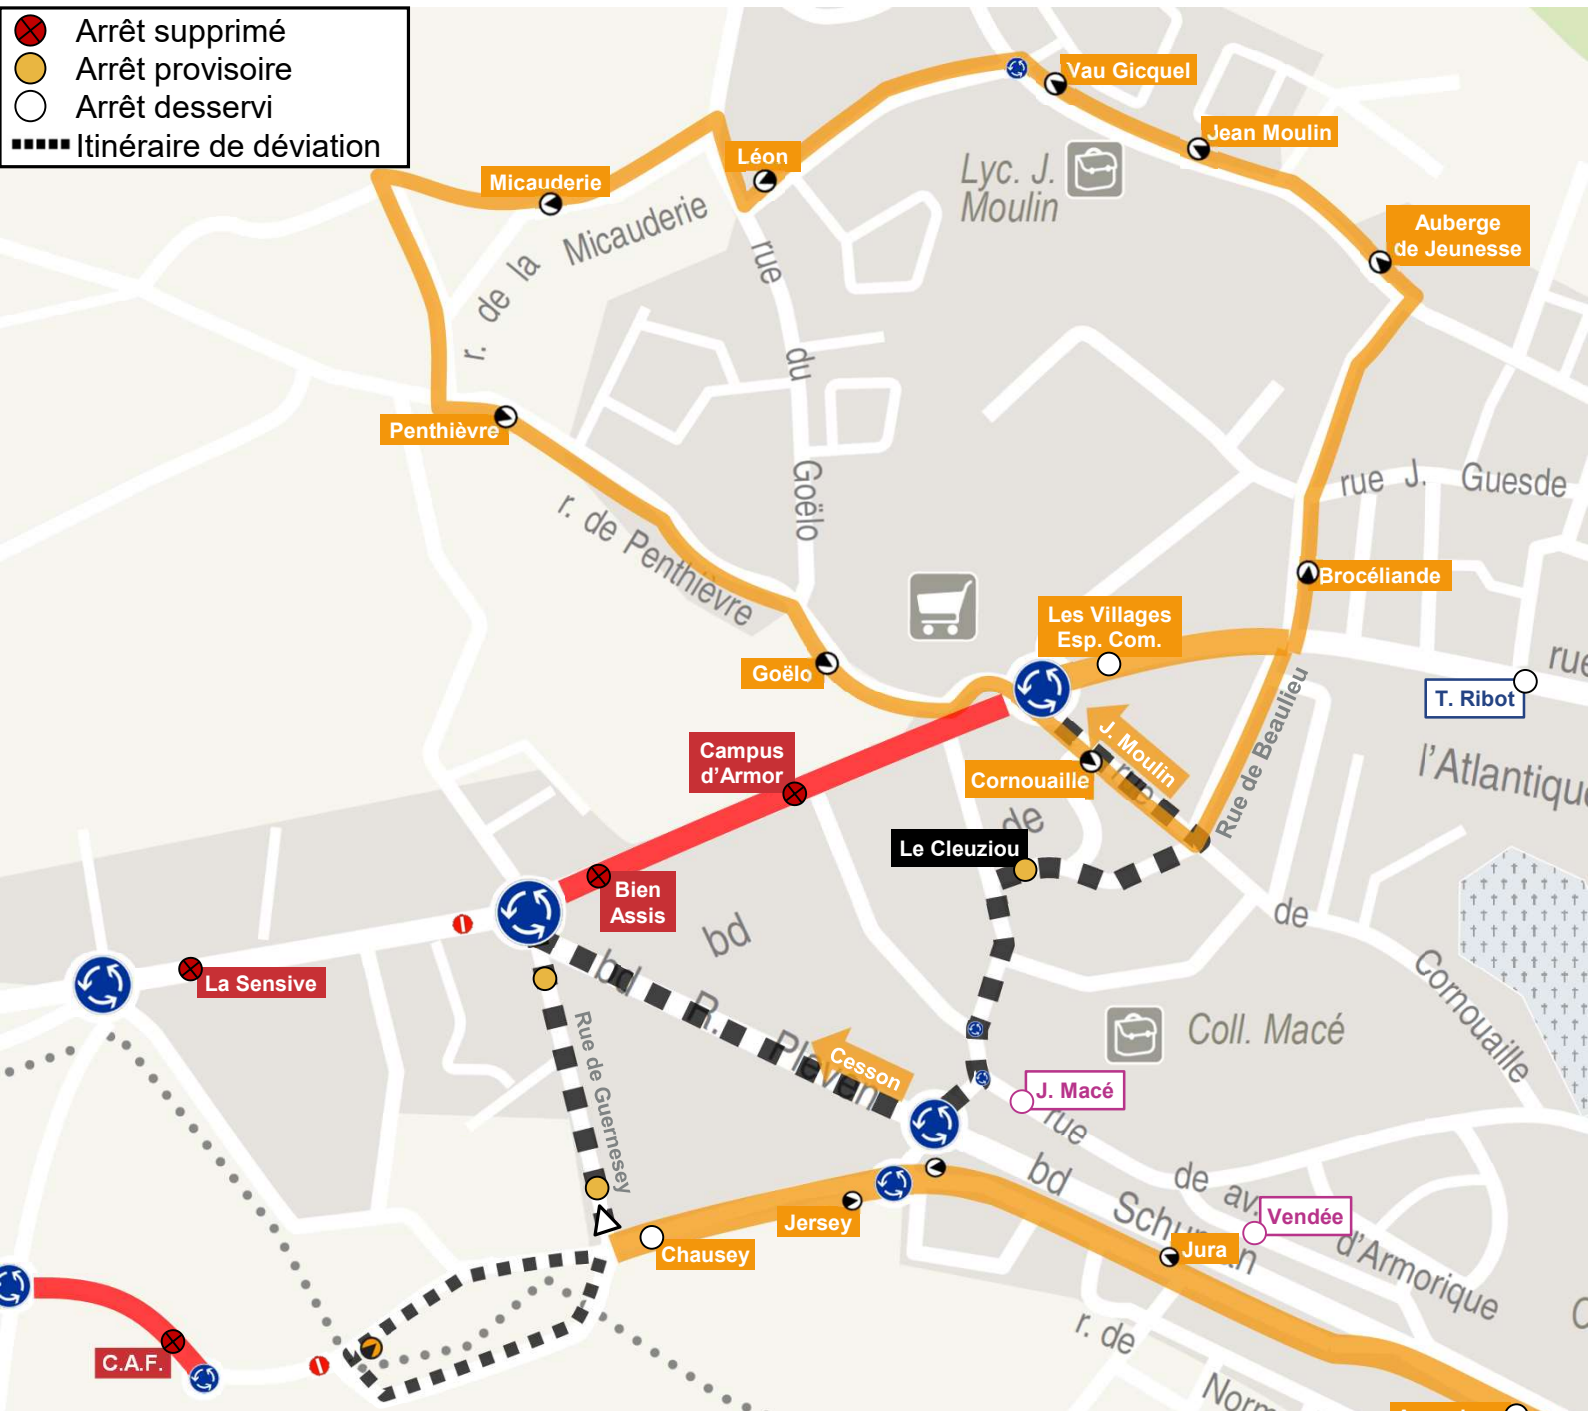 Arrêt supprimé
Arrêt provisoire
Arrêt desservi
Itinéraire de déviation
Vau Gicquel
Jean Moulin
Léon
Micauderie
Lyc. J.
Moulin
r. de la Micauderie
Auberge
de Jeunesse
rue du Goëlo
Penthièvre
r. de Penthièvre
rue J. Guesde
Brocéliande
Les Villages
Esp. Com.
Goëlo
rue
T. Ribot
Campus
d'Armor
J. Moulin
Rue de Beaulieu
l'Atlantique
Cornouaille
rue
de
Le Cleuziou
Bien
Assis
bd
de
Cornouaille
La Sensive
bd R. Pleven
Rue de Guernesey
Cesson
Coll. Macé
J. Macé
rue
de
av.
d'Armorique
bd Schuman
Vendée
Jersey
Jura
Chausey
r. de
C.A.F.